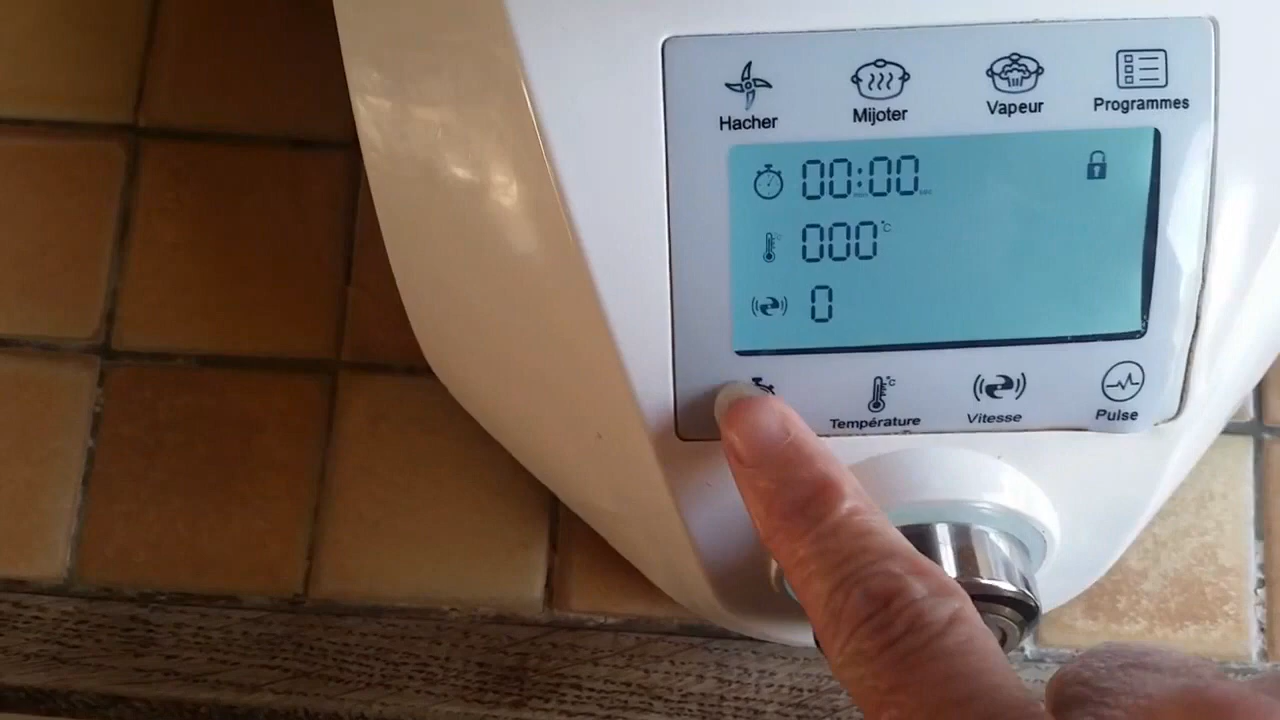 Hacher
Mijoter
Vapeur
Programmes
00:00
000°C
0
°C
Température
Vitesse
Pulse